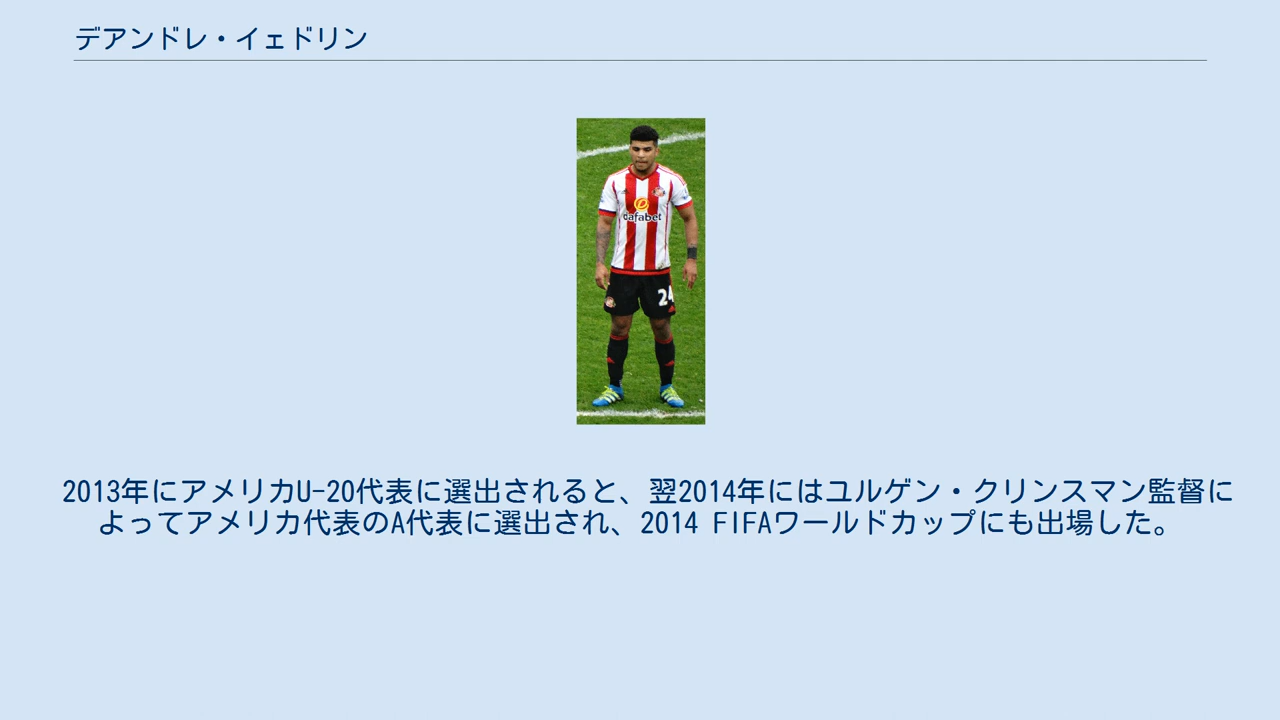 デアンドレ・イェドリン
dafabet
24
2013年にアメリカU-20代表に選出されると、翌2014年にはユルゲン・クリンスマン監督に
よってアメリカ代表のA代表に選出され、2014 FIFAワールドカップにも出場した。